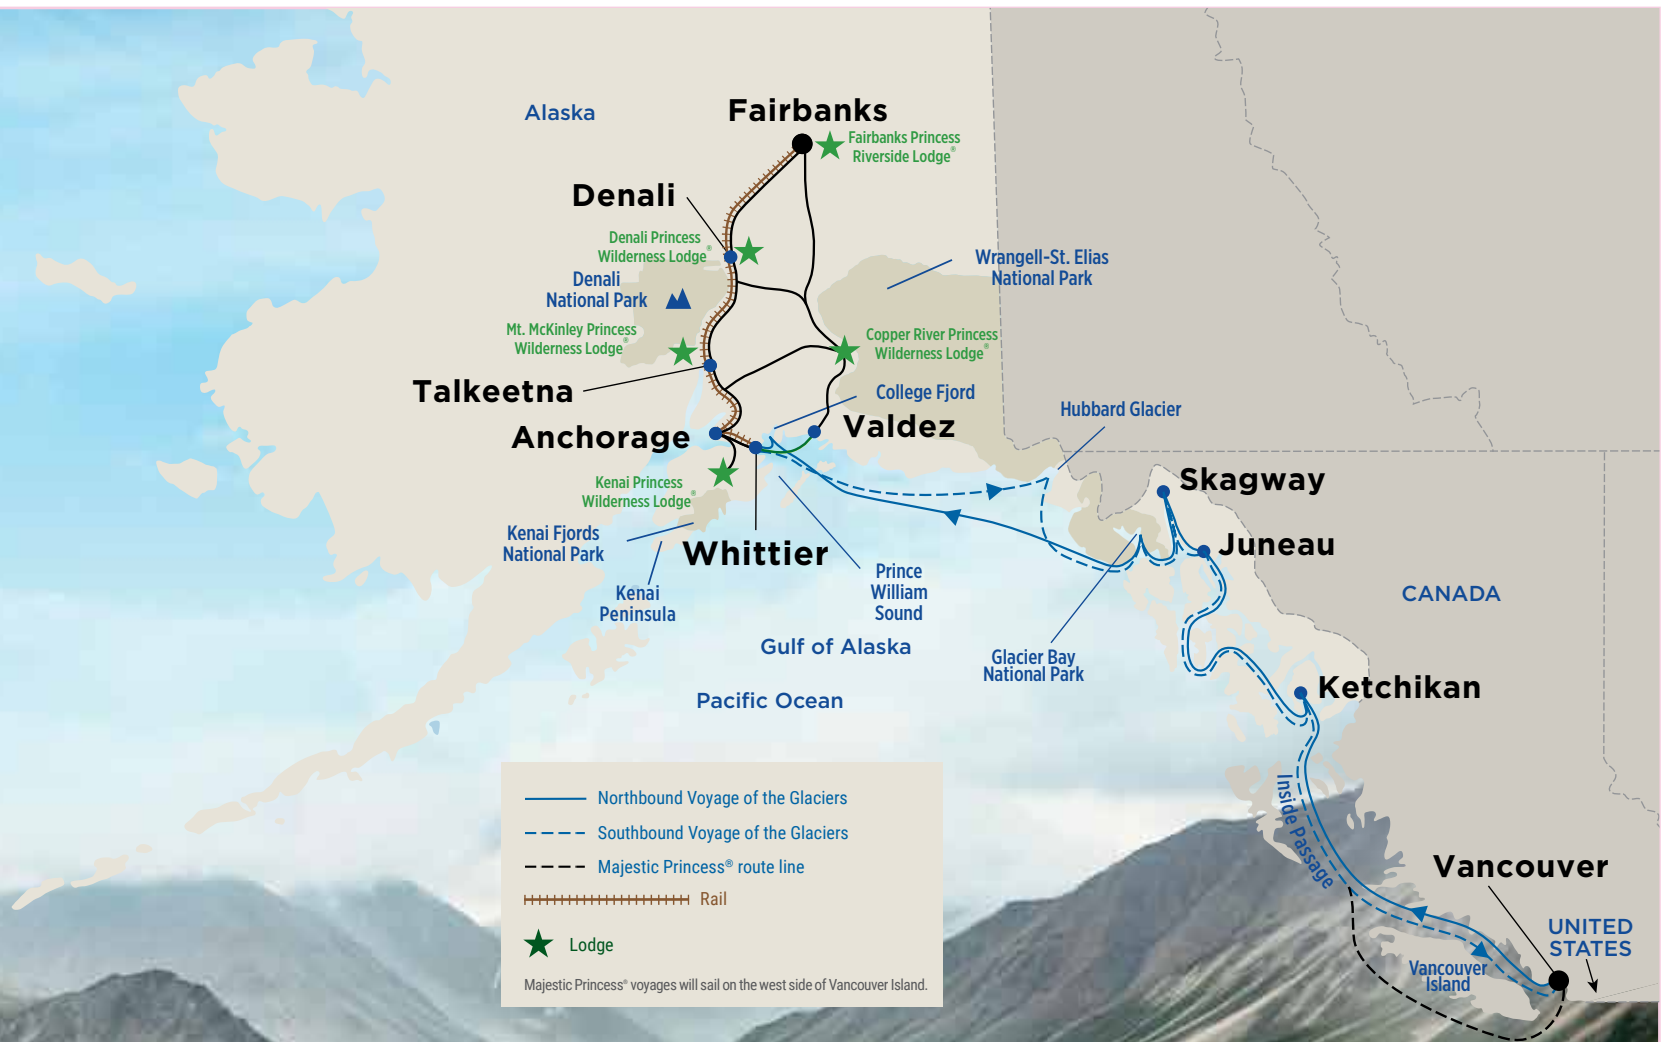 Alaska
Fairbanks
Fairbanks Princess
Riverside Lodge®
Denali
Denali Princess
Wilderness Lodge®
Denali
National Park
Wrangell-St. Elias
National Park
Mt. McKinley Princess
Wilderness Lodge®
Copper River Princess
Wilderness Lodge®
Talkeetna
College Fjord
Hubbard Glacier
Anchorage
Valdez
Kenai Princess
Wilderness Lodge®
Skagway
Kenai Fjords
National Park
Whittier
Juneau
Kenai
Peninsula
Prince
William
Sound
CANADA
Gulf of Alaska
Glacier Bay
National Park
Pacific Ocean
Ketchikan
Inside Passage
Northbound Voyage of the Glaciers
Southbound Voyage of the Glaciers
Majestic Princess® route line
Rail
Lodge
Majestic Princess® voyages will sail on the west side of Vancouver Island.
Vancouver
UNITED
STATES
Vancouver
Island